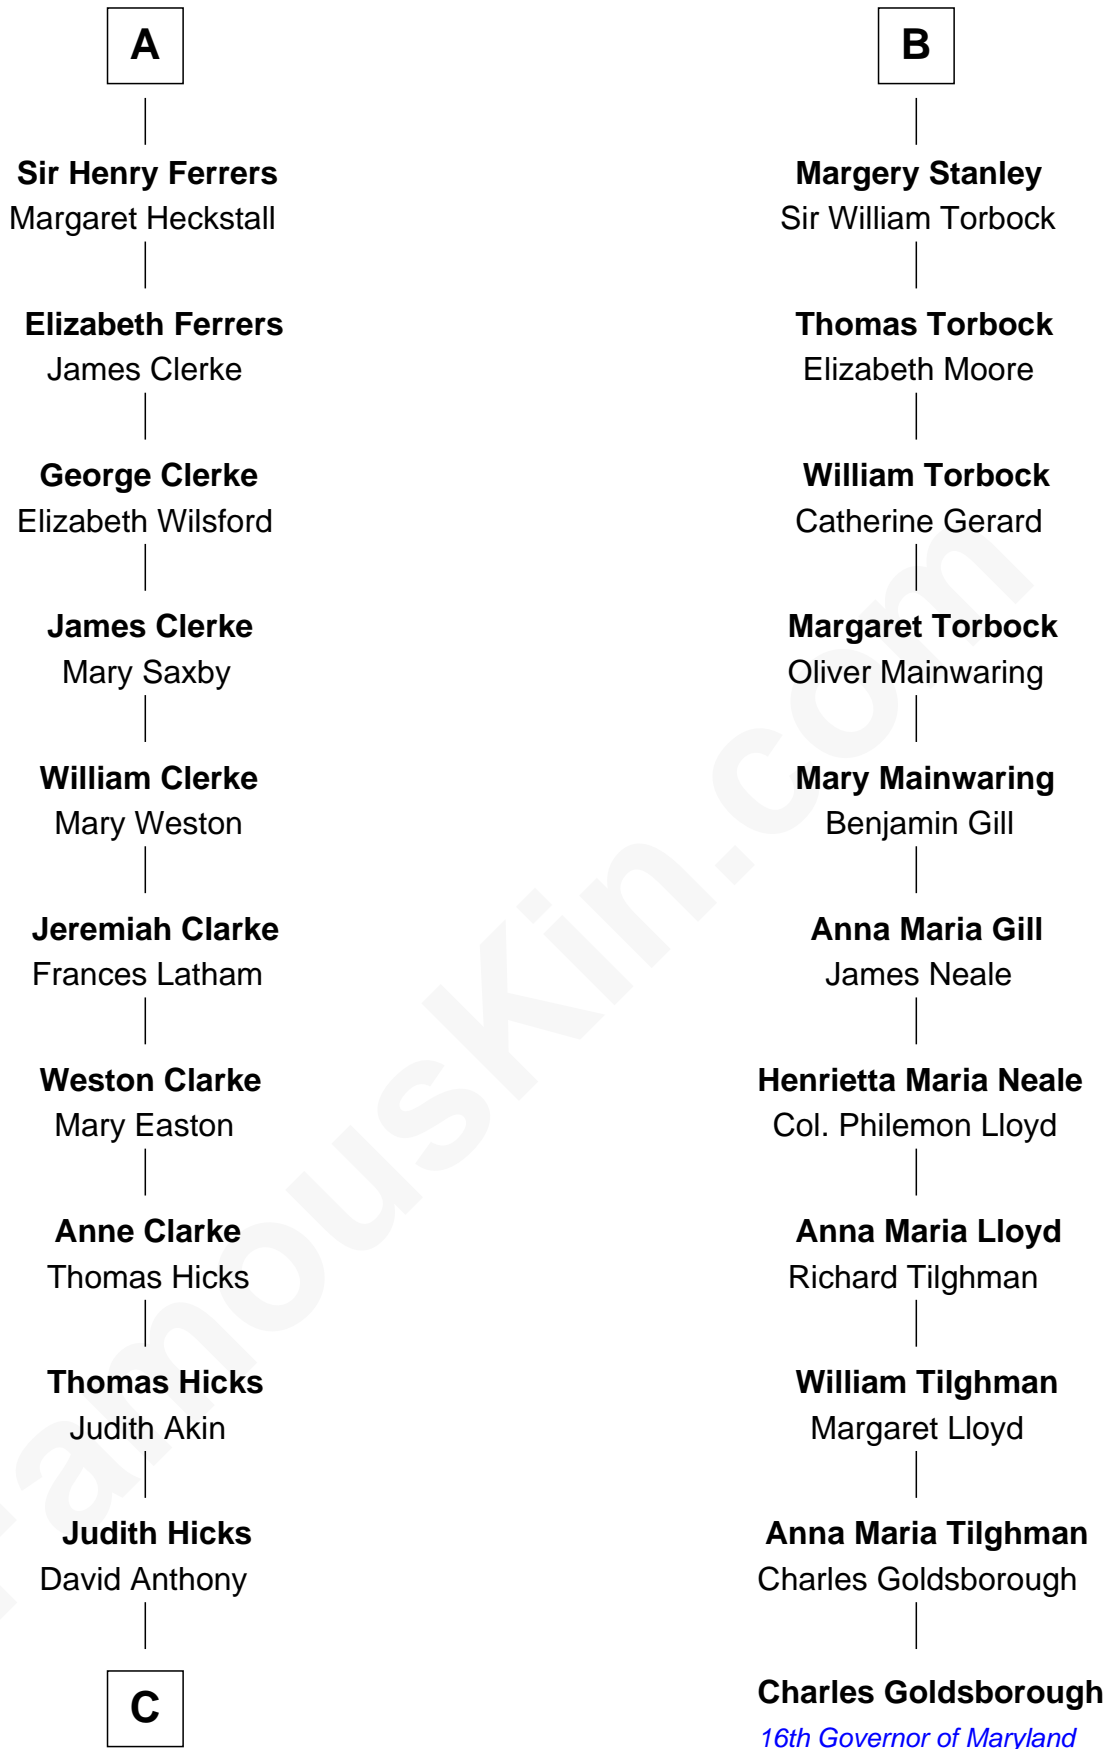 A
Sir Henry Ferrers
Margaret Heckstall
Elizabeth Ferrers
James Clerke
George Clerke
Elizabeth Wilsford
James Clerke
Mary Saxby
William Clerke
Mary Weston
Jeremiah Clarke
Frances Latham
Weston Clarke
Mary Easton
Anne Clarke
Thomas Hicks
Thomas Hicks
Judith Akin
Judith Hicks
David Anthony
C
B
Margery Stanley
Sir William Torbock
Thomas Torbock
Elizabeth Moore
William Torbock
Catherine Gerard
Margaret Torbock
Oliver Mainwaring
Mary Mainwaring
Benjamin Gill
Anna Maria Gill
James Neale
Henrietta Maria Neale
Col. Philemon Lloyd
Anna Maria Lloyd
Richard Tilghman
William Tilghman
Margaret Lloyd
Anna Maria Tilghman
Charles Goldsborough
Charles Goldsborough
16th Governor of Maryland
FamousKin.com